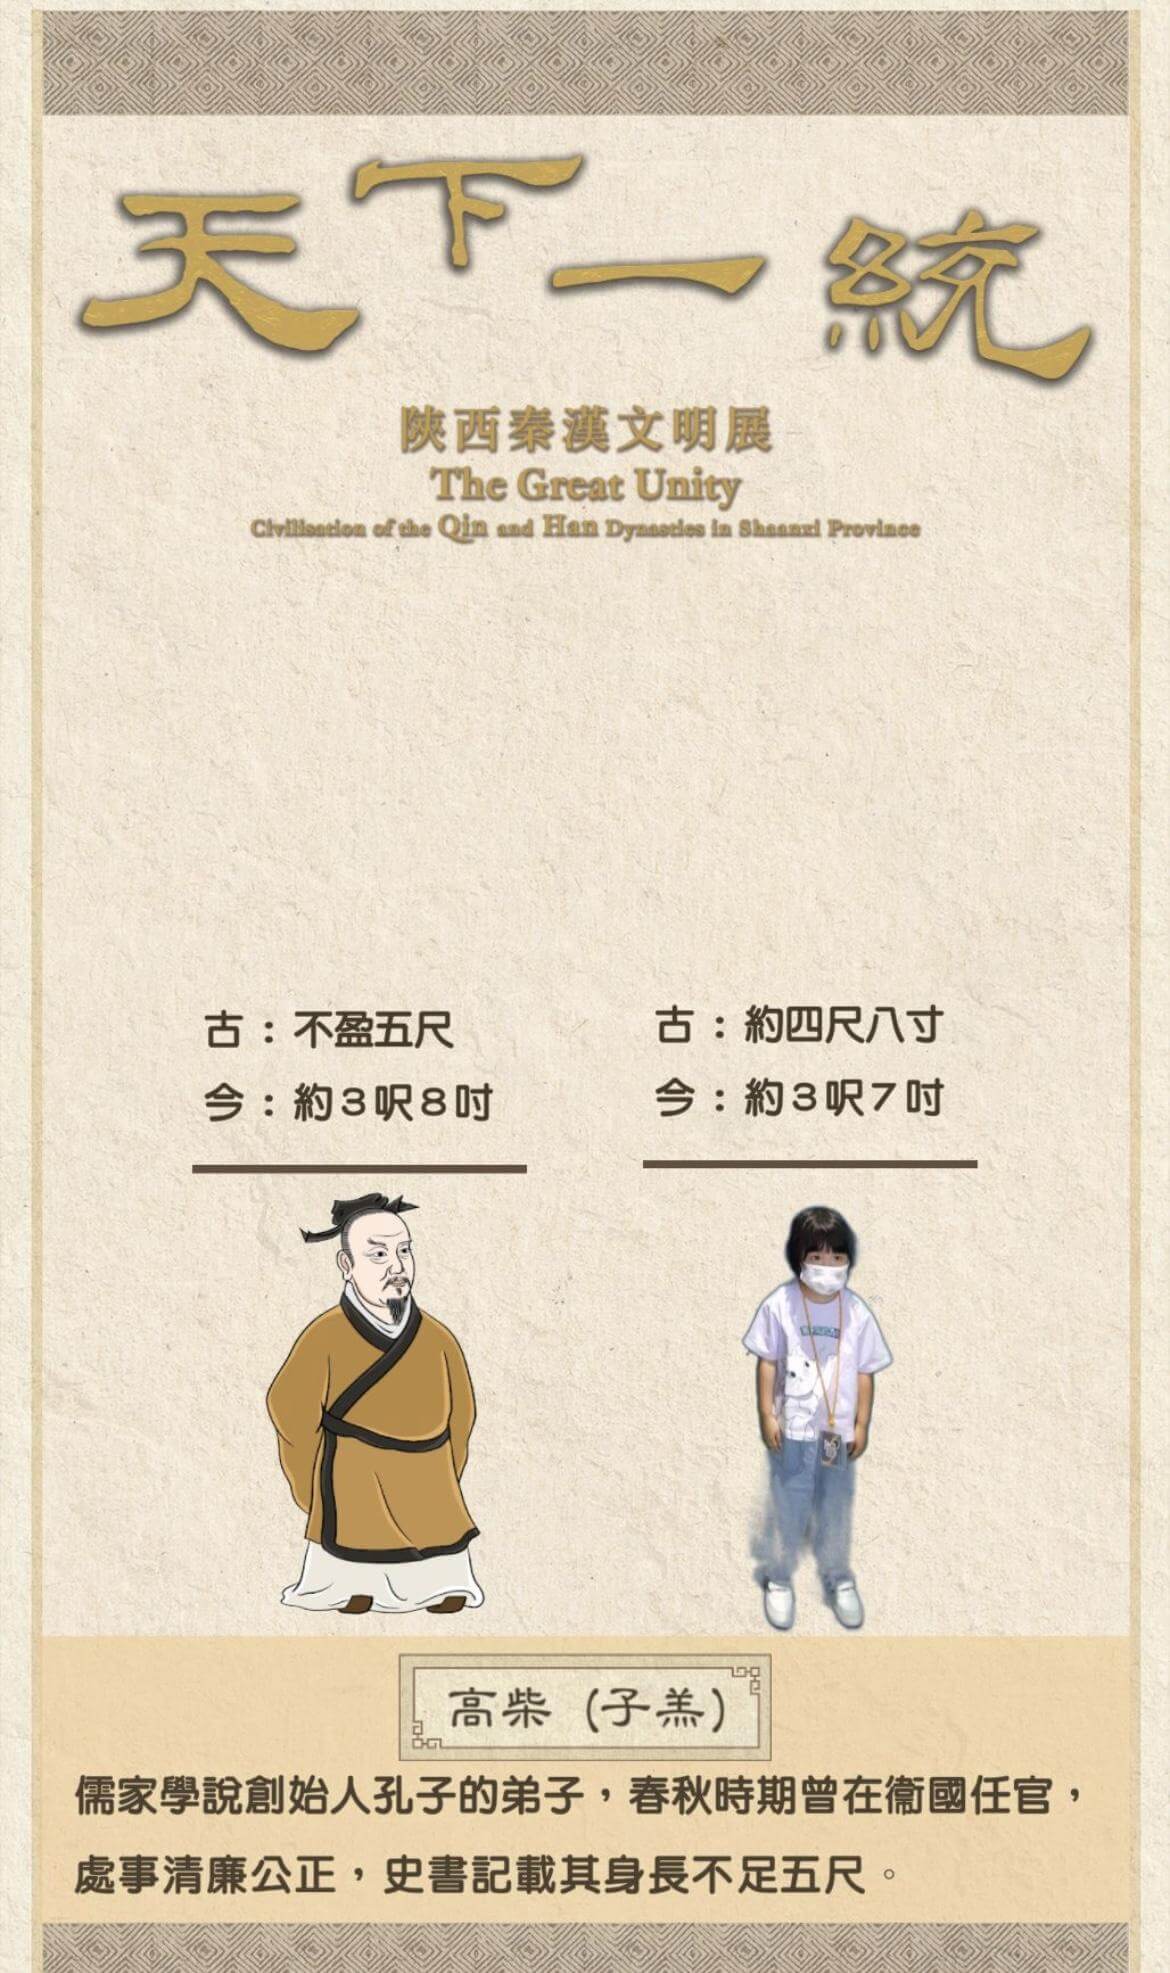 天下一統
陝西秦漢文明展
The Great Unity
Civilisation of the Qin and Han Dynasties in Shaanxi Province
古：不盈五尺
今：約3呎8吋
古：約四尺八寸
今：約3呎7吋
高柴（子羔）
儒家學說創始人孔子的弟子，春秋時期曾在衞國任官，
處事清廉公正，史書記載其身長不足五尺。